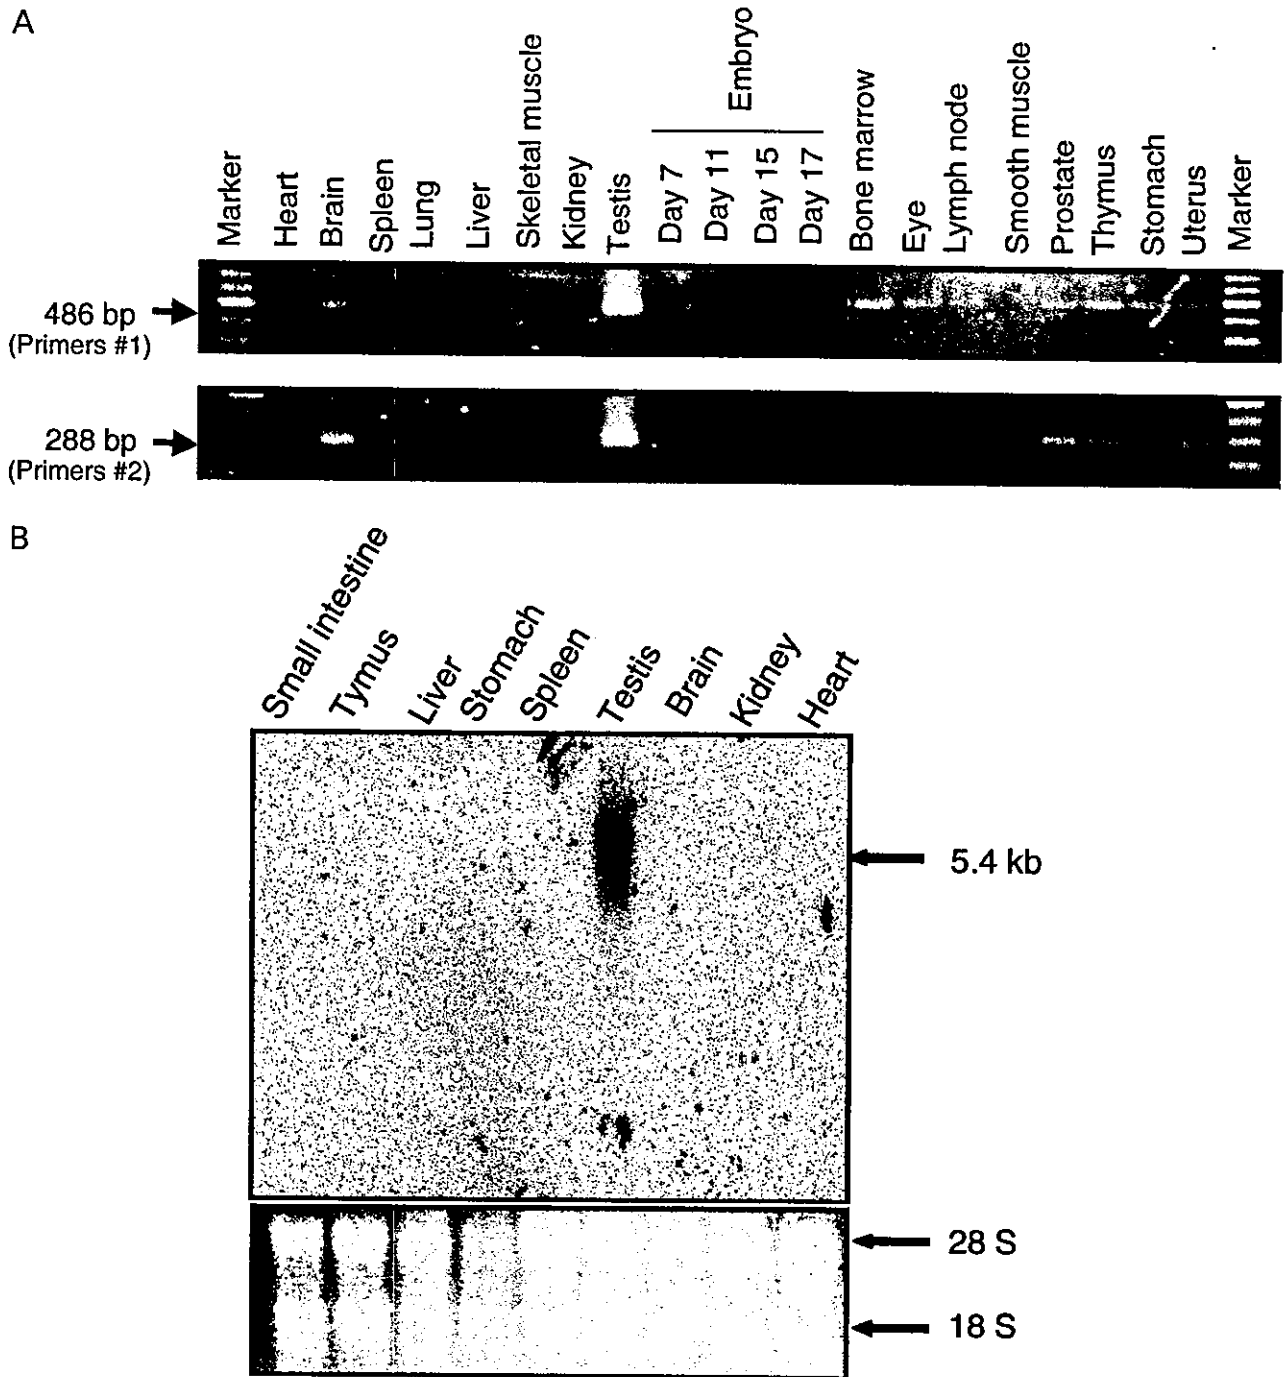 A
Marker
Heart
Brain
Spleen
Lung
Liver
Skeletal muscle
Kidney
Testis
Embryo
Day 7
Day 11
Day 15
Day 17
Bone marrow
Eye
Lymph node
Smooth muscle
Prostate
Thymus
Stomach
Uterus
Marker
486 bp
(Primers #1)
288 bp
(Primers #2)
B
Small intestine
Tymus
Liver
Stomach
Spleen
Testis
Brain
Kidney
Heart
5.4 kb
28 S
18 S